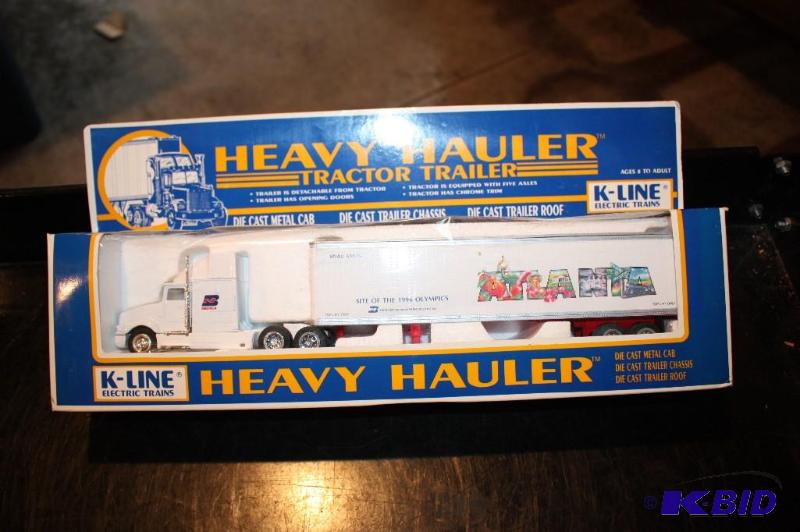 HEAVY HAULER™
TRACTOR TRAILER
AGES 8 TO ADULT
• TRAILER IS DETACHABLE FROM TRACTOR
• TRAILER HAS OPENING DOORS
• TRACTOR IS EQUIPPED WITH FIVE AXLES
• TRACTOR HAS CHROME TRIM
K-LINE®
ELECTRIC TRAINS
DIE CAST METAL CAB
DIE CAST TRAILER CHASSIS
DIE CAST TRAILER ROOF
ATLANTA
SITE OF THE 1996 OLYMPICS
K-LINE®
ELECTRIC TRAINS
HEAVY HAULER™
DIE CAST METAL CAB
DIE CAST TRAILER CHASSIS
DIE CAST TRAILER ROOF
© K-BID